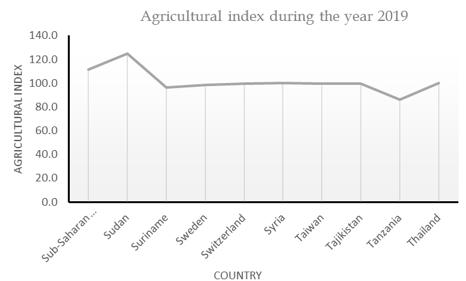 Agricultural index during the year 2019
140.0
120.0
100.0
80.0
60.0
40.0
20.0
0.0
AGRICULTURAL INDEX
Sub-Saharan...
Sudan
Suriname
Sweden
Switzerland
Syria
Taiwan
Tajikistan
Tanzania
Thailand
COUNTRY